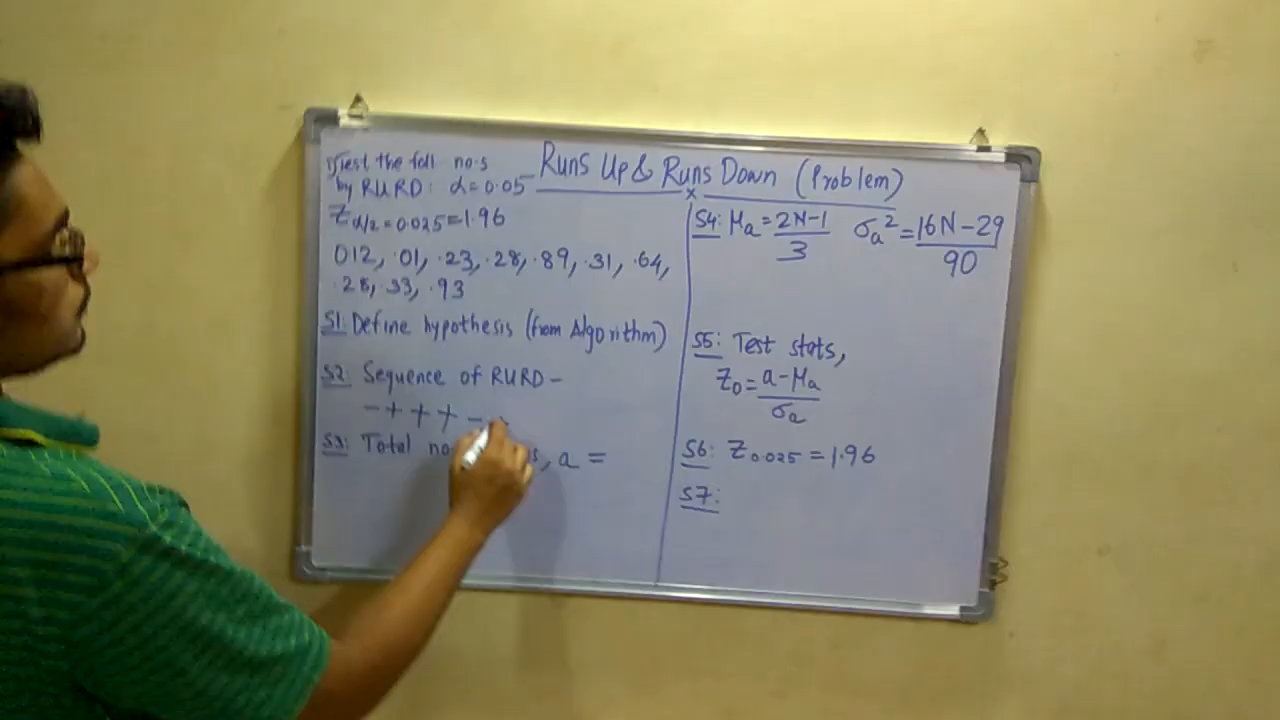 Runs Up & Runs Down (Problem)
Test the foll no.s
by RURD: α=0.05
Zα/2=0.025=1.96
012, .01, .23, .28, .89, .31, .64,
.28, .33, .93
S1: Define hypothesis (from Algorithm)
S2: Sequence of RURD -
- + + + -
S3: Total no , a =
S4: μa = 2N-1/3 σa² = 16N-29/90
S5: Test stats,
Z0 = a-μa/σa
S6: Z0.025 = 1.96
S7: